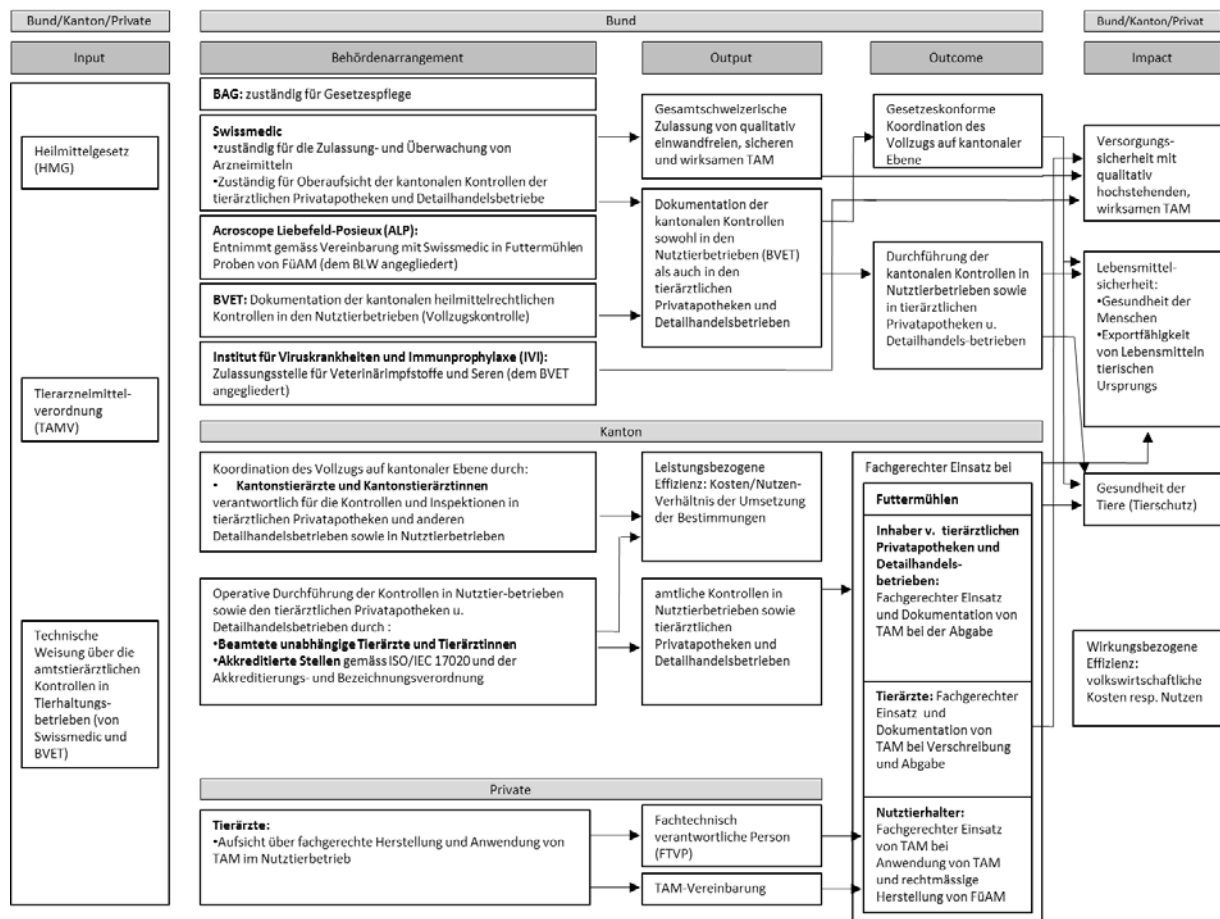 Bund/Kanton/Private
Bund
Bund/Kanton/Privat
Input
Behördenarrangement
Output
Outcome
Impact
Heilmittelgesetz
(HMG)
Tierarzneimittel-
verordnung
(TAMV)
Technische
Weisung über die
amtstierärztlichen
Kontrollen in
Tierhaltungs-
betrieben (von
Swissmedic und
BVET)
BAG: zuständig für Gesetzespflege
Swissmedic
•zuständig für die Zulassung- und Überwachung von
Arzneimitteln
•Zuständig für Oberaufsicht der kantonalen Kontrollen der
tierärztlichen Privatapotheken und Detailhandelsbetriebe
Acroscope Liebefeld-Posieux (ALP):
Entnimmt gemäss Vereinbarung mit Swissmedic in Futtermühlen
Proben von FüAM (dem BLW angegliedert)
BVET: Dokumentation der kantonalen heilmittelrechtlichen
Kontrollen in den Nutztierbetrieben (Vollzugskontrolle)
Institut für Viruskrankheiten und Immunprophylaxe (IVI):
Zulassungsstelle für Veterinärimpfstoffe und Seren (dem BVET
angegliedert)
Gesamtschweizerische
Zulassung von qualitativ
einwandfreien, sicheren
und wirksamen TAM
Dokumentation der
kantonalen Kontrollen
sowohl in den
Nutztierbetrieben (BVET)
als auch in den
tierärztlichen
Privatapotheken und
Detailhandelsbetrieben
Gesetzeskonforme
Koordination des
Vollzugs auf kantonaler
Ebene
Durchführung der
kantonalen Kontrollen in
Nutztierbetrieben sowie
in tierärztlichen
Privatapotheken u.
Detailhandels-betrieben
Versorgungs-
sicherheit mit
qualitativ
hochstehenden,
wirksamen TAM
Lebensmittel-
sicherheit:
•Gesundheit der
Menschen
•Exportfähigkeit
von Lebensmitteln
tierischen
Ursprungs
Gesundheit der
Tiere (Tierschutz)
Wirkungsbezogene
Effizienz:
volkswirtschaftliche
Kosten resp. Nutzen
Kanton
Koordination des Vollzugs auf kantonaler Ebene durch:
• Kantonstierärzte und Kantonstierärztinnen
verantwortlich für die Kontrollen und Inspektionen in
tierärztlichen Privatapotheken und anderen
Detailhandelsbetrieben sowie in Nutztierbetrieben
Operative Durchführung der Kontrollen in Nutztier-betrieben
sowie den tierärztlichen Privatapotheken u.
Detailhandelsbetrieben durch :
•Beamtete unabhängige Tierärzte und Tierärztinnen
•Akkreditierte Stellen gemäss ISO/IEC 17020 und der
Akkreditierungs- und Bezeichnungsverordnung
Leistungsbezogene
Effizienz: Kosten/Nutzen-
Verhältnis der Umsetzung
der Bestimmungen
amtliche Kontrollen in
Nutztierbetrieben sowie
tierärztlichen
Privatapotheken und
Detailhandelsbetrieben
Fachgerechter Einsatz bei
Futtermühlen
Inhaber v. tierärztlichen
Privatapotheken und
Detailhandels-
betrieben:
Fachgerechter Einsatz
und Dokumentation von
TAM bei der Abgabe
Tierärzte: Fachgerechter
Einsatz und
Dokumentation von
TAM bei Verschreibung
und Abgabe
Nutztierhalter:
Fachgerechter Einsatz
von TAM bei
Anwendung von TAM
und rechtmässige
Herstellung von FüAM
Private
Tierärzte:
•Aufsicht über fachgerechte Herstellung und Anwendung von
TAM im Nutztierbetrieb
Fachtechnisch
verantwortliche Person
(FTVP)
TAM-Vereinbarung